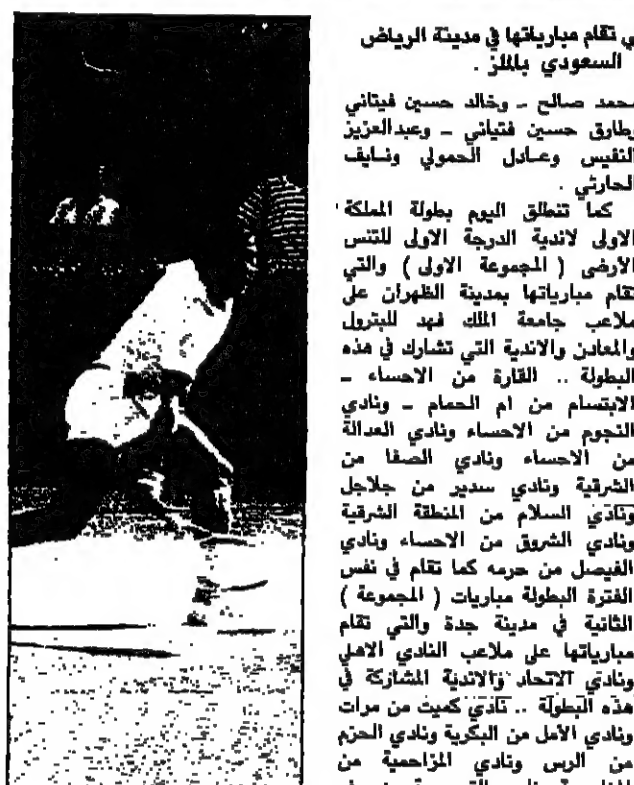 ي تقام مبارياتها في مدينة الرياض
السعودي بالملز .
محمد صالح ـ وخالد حسين فيتاني
وطارق حسين فتياني ـ وعبدالعزيز
النفيس وعادل الحمولي ونايف
الحارثي .
كما تنطلق اليوم بطولة المملكة
الاولى لاندية الدرجة الاولى للتنس
الأرضى ( المجموعة الاولى ) والتي
تقام مبارياتها بمدينة الظهران على
ملاعب جامعة الملك فهد للبترول
والمعادن والاندية التي تشارك في هذه
البطولة .. القارة من الاحساء ـ
الابتسام من ام الحمام ـ ونادي
النجوم من الاحساء ونادي العدالة
من الاحساء ونادي الصفا من
الشرقية ونادي سدير من جلاجل
ونادي السلام من المنطقة الشرقية
ونادي الشروق من الاحساء ونادي
الفيصل من حرمه كما تقام في نفس
الفترة البطولة مباريات ( المجموعة )
الثانية في مدينة جدة والتي تقام
مبارياتها على ملاعب النادي الاهلي
ونادي الاتحاد والاندية المشاركة في
هذه البطولة .. نادي كميت من مرات
ونادي الأمل من البكرية ونادي الحزم
من الرس ونادي المزاحمية من